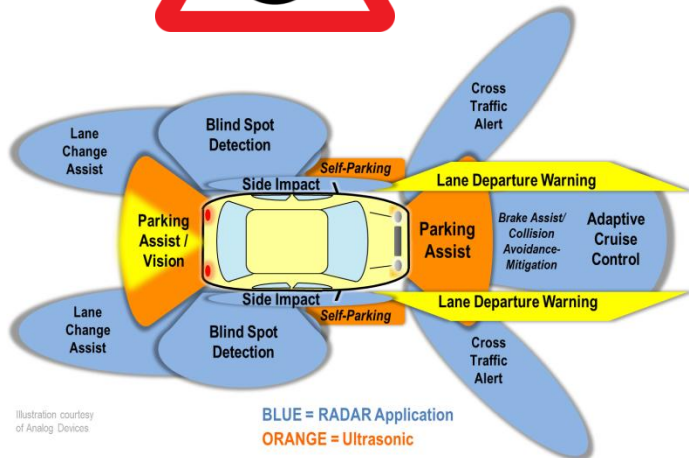 Cross
Traffic
Alert
Lane
Change
Assist
Blind Spot
Detection
Self-Parking
Side Impact
Lane Departure Warning
Parking
Assist /
Vision
Parking
Assist
Brake Assist/
Collision
Avoidance-
Mitigation
Adaptive
Cruise
Control
Side Impact
Lane Departure Warning
Self-Parking
Lane
Change
Assist
Blind Spot
Detection
Cross
Traffic
Alert
Illustration courtesy
of Analog Devices
BLUE = RADAR Application
ORANGE = Ultrasonic